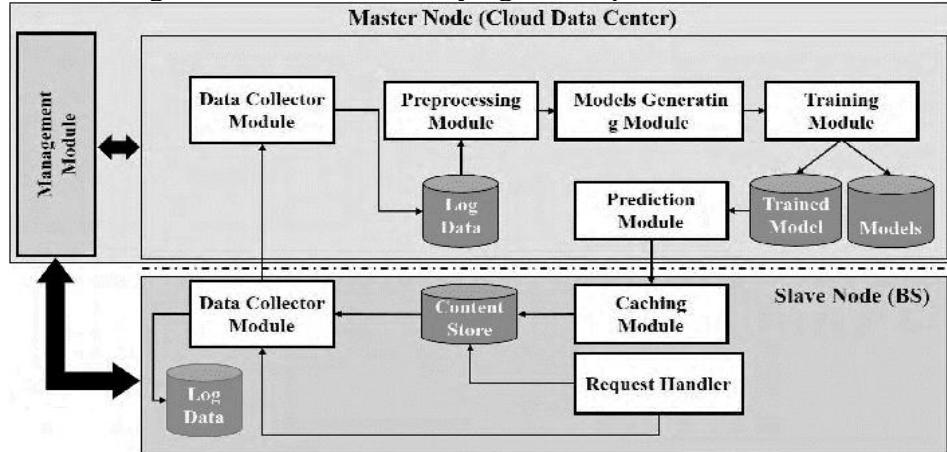 Master Node (Cloud Data Center)
Management
Module
Data Collector
Module
Preprocessing
Module
Models Generatin
g Module
Training
Module
Log
Data
Prediction
Module
Trained
Model
Models
Slave Node (BS)
Data Collector
Module
Content
Store
Caching
Module
Request Handler
Log
Data